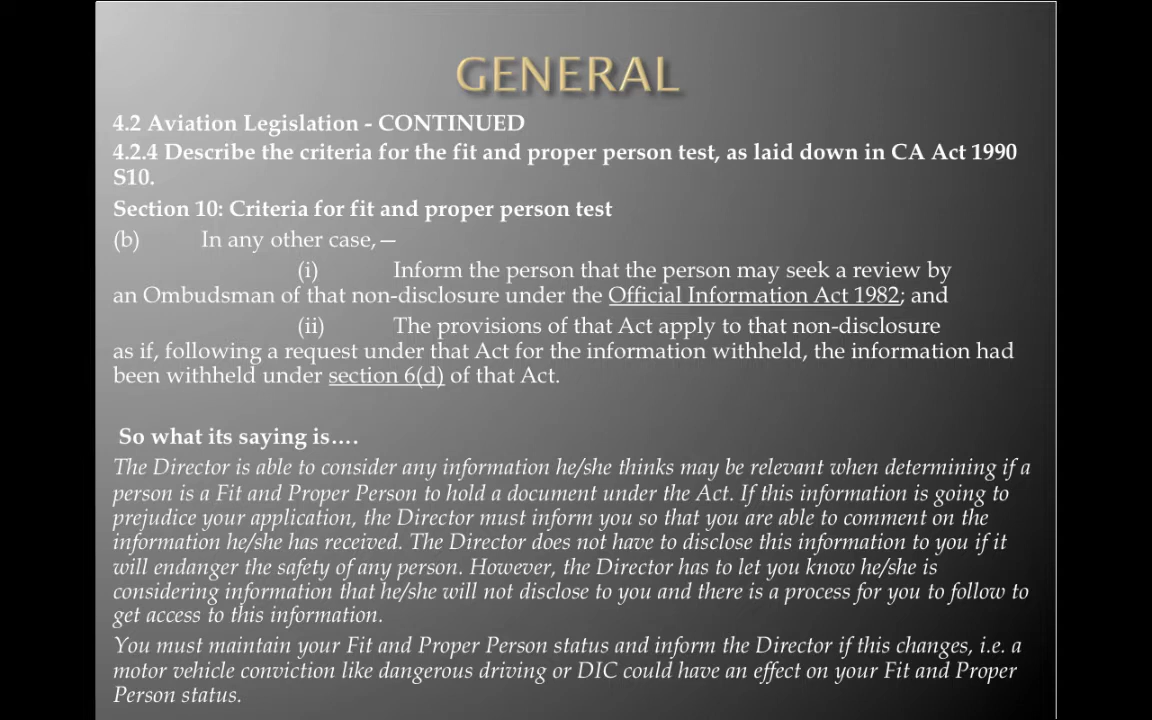 GENERAL
4.2 Aviation Legislation - CONTINUED
4.2.4 Describe the criteria for the fit and proper person test, as laid down in CA Act 1990
S10.
Section 10: Criteria for fit and proper person test
(b) In any other case,—
(i) Inform the person that the person may seek a review by
an Ombudsman of that non-disclosure under the Official Information Act 1982; and
(ii) The provisions of that Act apply to that non-disclosure
as if, following a request under that Act for the information withheld, the information had
been withheld under section 6(d) of that Act.
So what its saying is....
The Director is able to consider any information he/she thinks may be relevant when determining if a
person is a Fit and Proper Person to hold a document under the Act. If this information is going to
prejudice your application, the Director must inform you so that you are able to comment on the
information he/she has received. The Director does not have to disclose this information to you if it
will endanger the safety of any person. However, the Director has to let you know he/she is
considering information that he/she will not disclose to you and there is a process for you to follow to
get access to this information.
You must maintain your Fit and Proper Person status and inform the Director if this changes, i.e. a
motor vehicle conviction like dangerous driving or DIC could have an effect on your Fit and Proper
Person status.